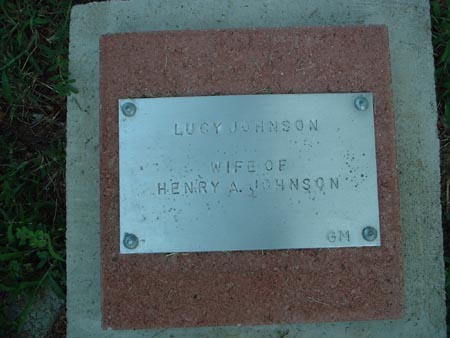 LUCY JOHNSON
WIFE OF
HENRY A. JOHNSON
GM